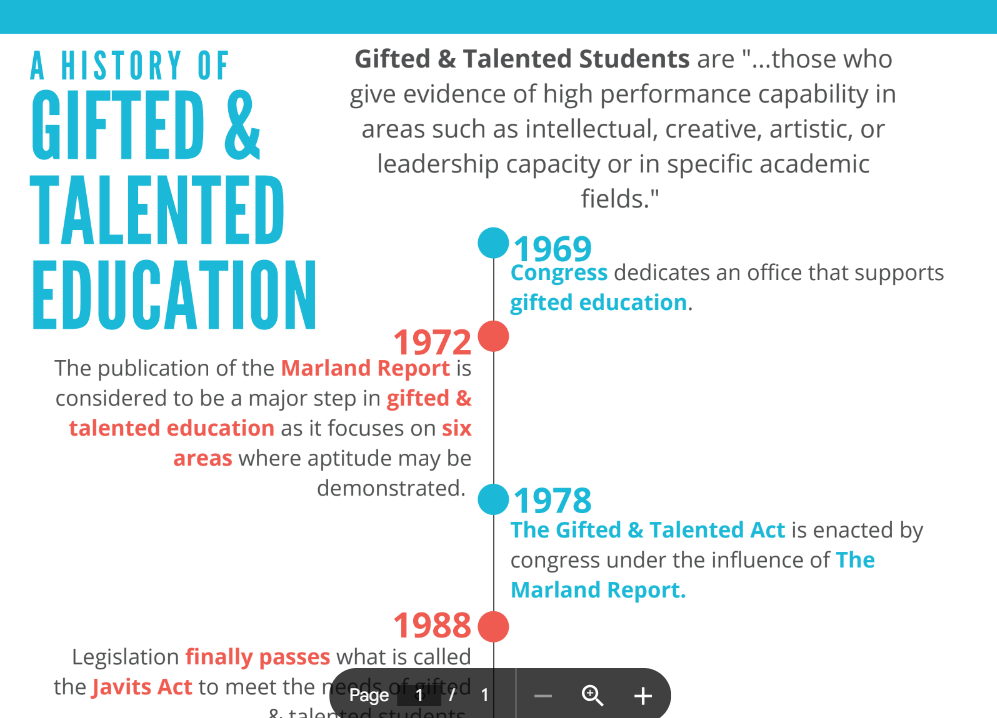 A HISTORY OF
GIFTED &
TALENTED
EDUCATION
Gifted & Talented Students are "...those who
give evidence of high performance capability in
areas such as intellectual, creative, artistic, or
leadership capacity or in specific academic
fields."
1969
Congress dedicates an office that supports
gifted education.
1972
The publication of the Marland Report is
considered to be a major step in gifted &
talented education as it focuses on six
areas where aptitude may be
demonstrated.
1978
The Gifted & Talented Act is enacted by
congress under the influence of The
Marland Report.
1988
Legislation finally passes what is called
the Javits Act to meet the needs of gifted
& talented students.
Page 1 / 1